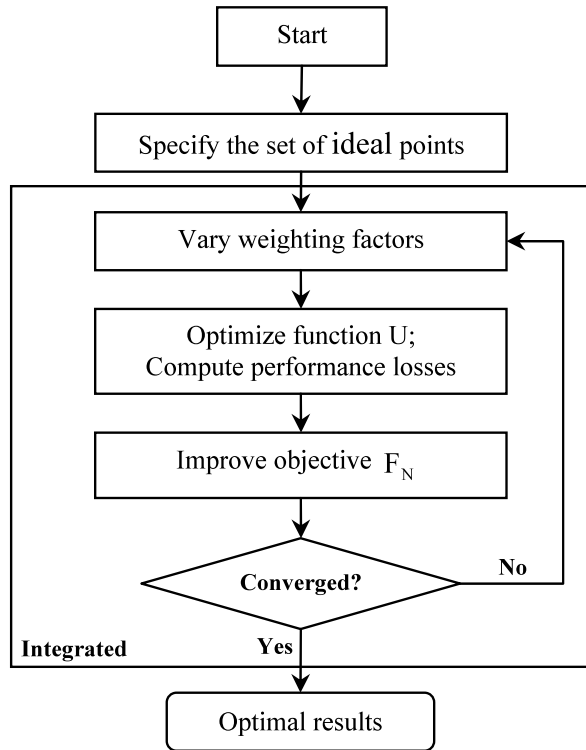 Start
Specify the set of ideal points
Vary weighting factors
Optimize function U;
Compute performance losses
Improve objective F_N
Converged?
No
Yes
Integrated
Optimal results